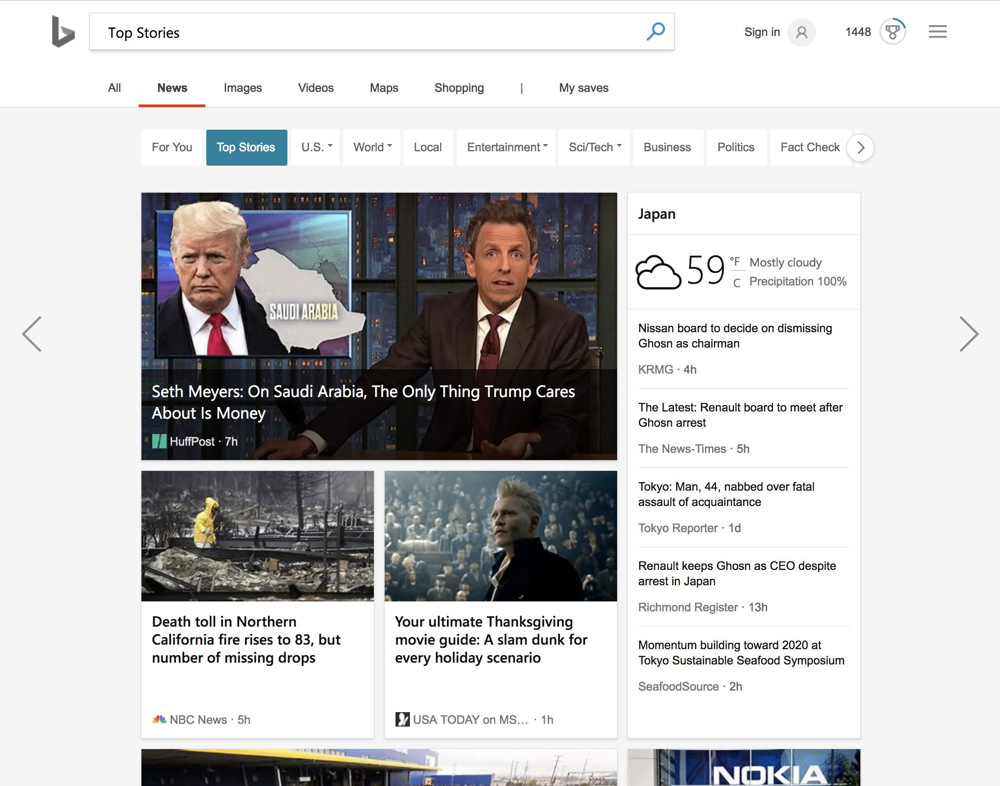 Top Stories
Sign in
1448
All
News
Images
Videos
Maps
Shopping
|
My saves
For You
Top Stories
U.S.
World
Local
Entertainment
Sci/Tech
Business
Politics
Fact Check
SAUDI ARABIA
Seth Meyers: On Saudi Arabia, The Only Thing Trump Cares
About Is Money
HuffPost · 7h
Death toll in Northern
California fire rises to 83, but
number of missing drops
NBC News · 5h
Your ultimate Thanksgiving
movie guide: A slam dunk for
every holiday scenario
USA TODAY on MS... · 1h
Japan
59 °F
C
Mostly cloudy
Precipitation 100%
Nissan board to decide on dismissing
Ghosn as chairman
KRMG · 4h
The Latest: Renault board to meet after
Ghosn arrest
The News-Times · 5h
Tokyo: Man, 44, nabbed over fatal
assault of acquaintance
Tokyo Reporter · 1d
Renault keeps Ghosn as CEO despite
arrest in Japan
Richmond Register · 13h
Momentum building toward 2020 at
Tokyo Sustainable Seafood Symposium
SeafoodSource · 2h
NOKIA